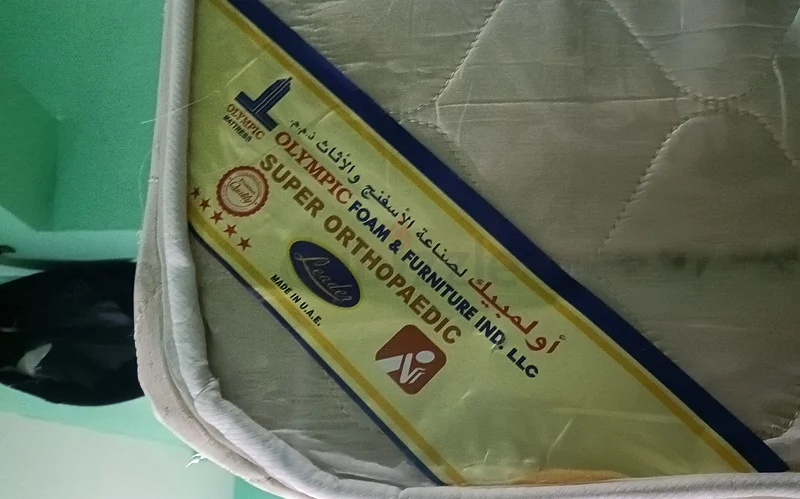 أولمبيك لصناعة الأسفنج والأثاث ذ.م.م.
OLYMPIC FOAM & FURNITURE IND. LLC
SUPER ORTHOPAEDIC
OLYMPIC
MATTRESS
Quality
Leader
MADE IN U.A.E.